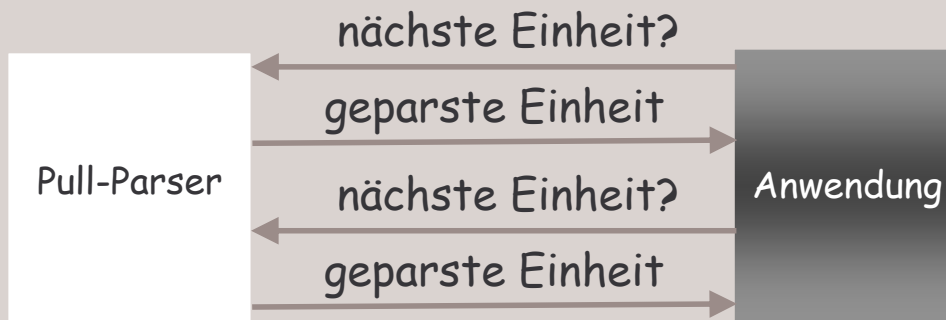 nächste Einheit?
geparste Einheit
Pull-Parser
nächste Einheit?
Anwendung
geparste Einheit